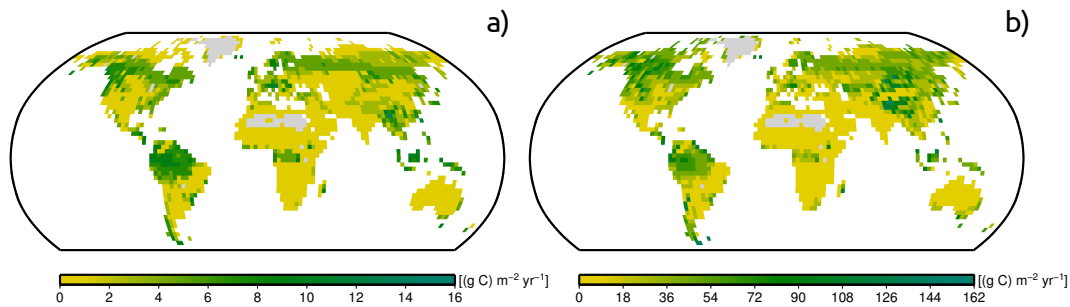 a)
b)
[(g C) m⁻² yr⁻¹]
0 2 4 6 8 10 12 14 16
[(g C) m⁻² yr⁻¹]
0 18 36 54 72 90 108 126 144 162